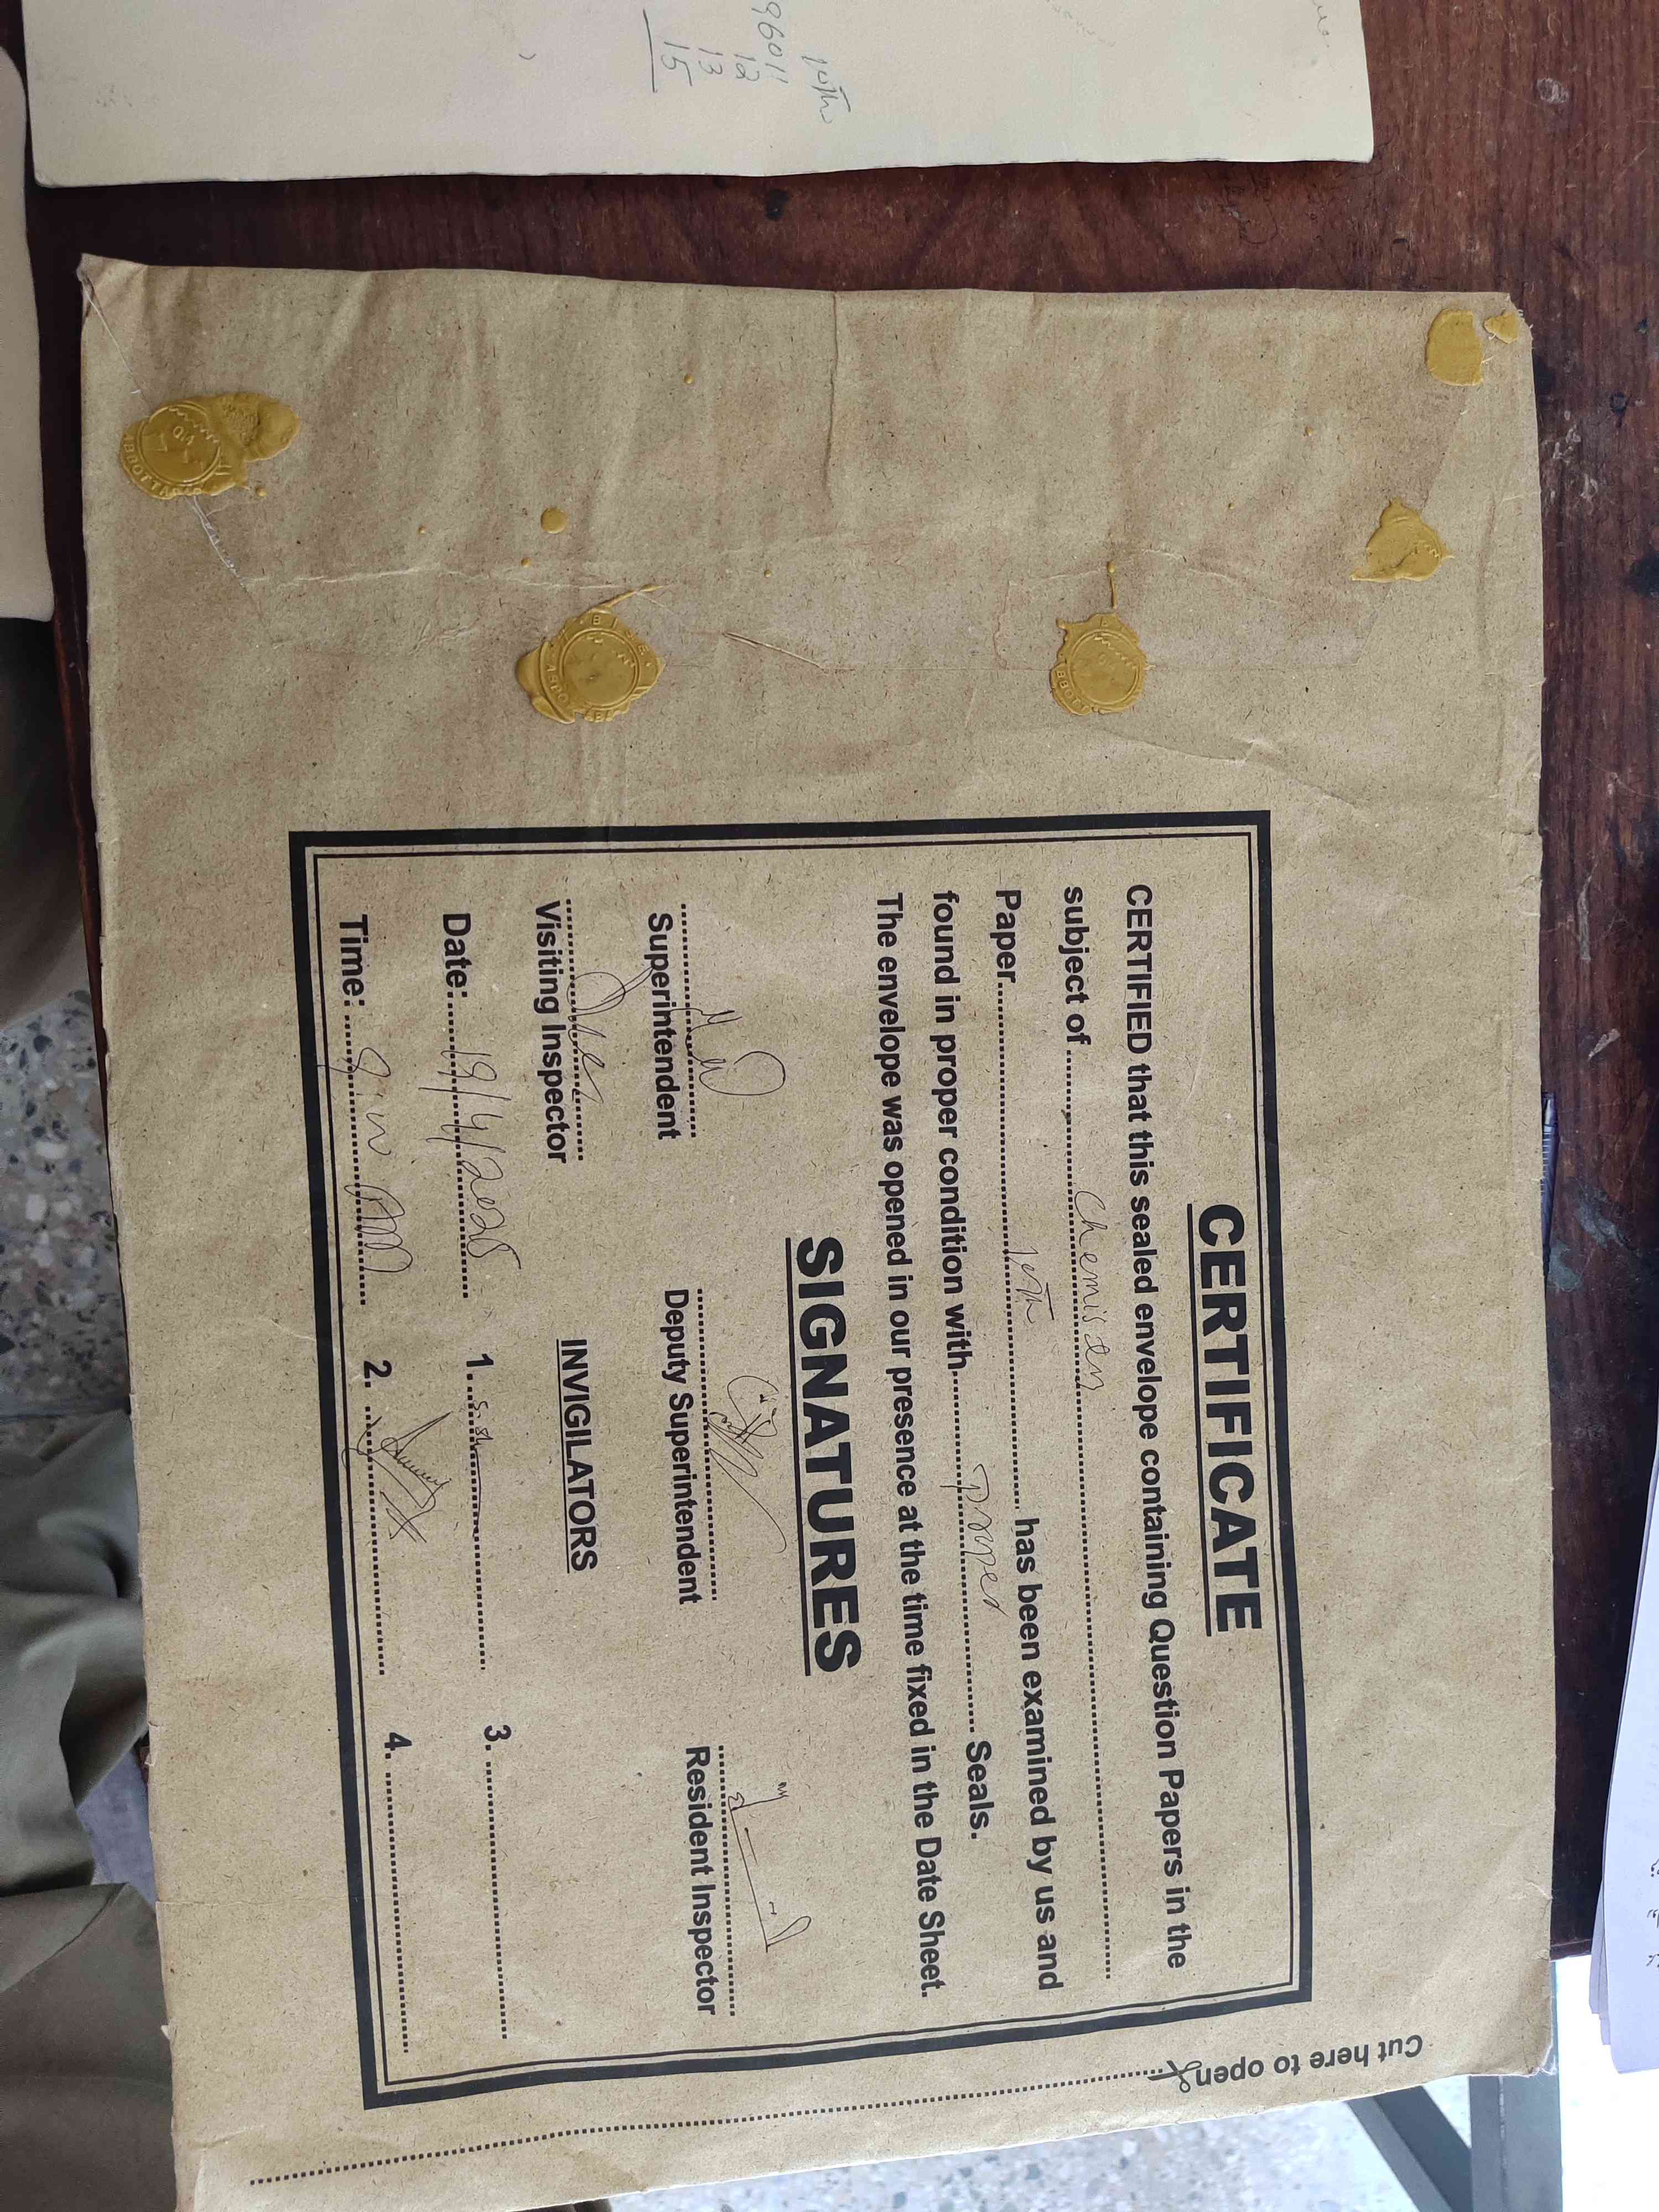 10th
96011
12
13
15
CERTIFICATE
CERTIFIED that this sealed envelope containing Question Papers in the
subject of ........ Chemistry ........
Paper ........ 10th ........ has been examined by us and
found in proper condition with ........ proper ........ Seals.
The envelope was opened in our presence at the time fixed in the Date Sheet.
SIGNATURES
Superintendent Deputy Superintendent Resident Inspector
Visiting Inspector INVIGILATORS
Date: 19/4/2025 1. 3.
Time: AM 2. 4.
Cut here to open